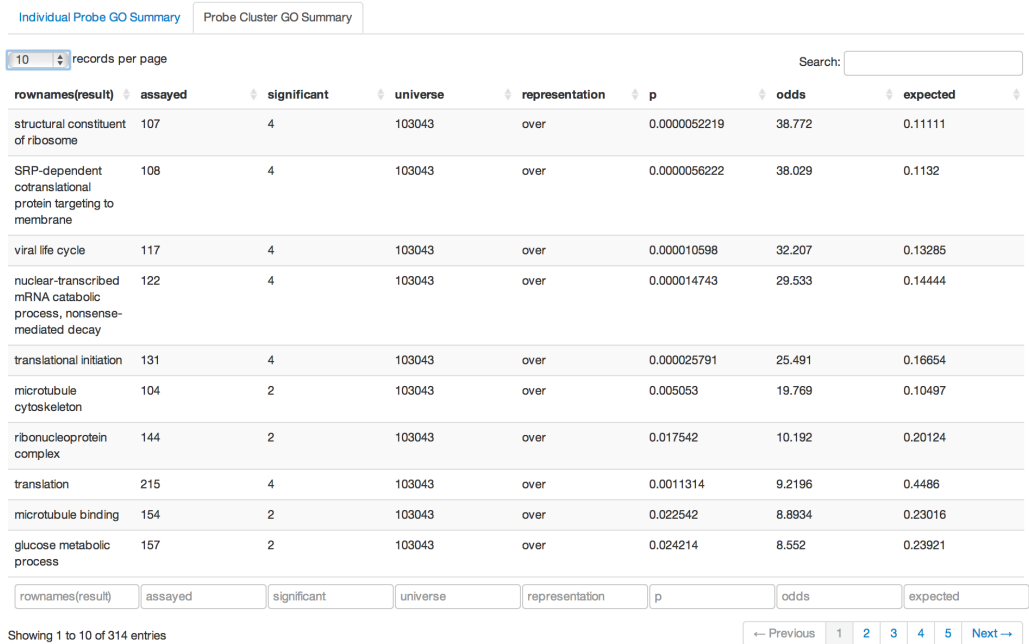 Individual Probe GO Summary Probe Cluster GO Summary
10 records per page Search:
rownames(result) assayed significant universe representation p odds expected
structural constituent 107 4 103043 over 0.0000052219 38.772 0.11111
of ribosome
SRP-dependent 108 4 103043 over 0.0000056222 38.029 0.1132
cotranslational
protein targeting to
membrane
viral life cycle 117 4 103043 over 0.000010598 32.207 0.13285
nuclear-transcribed 122 4 103043 over 0.000014743 29.533 0.14444
mRNA catabolic
process, nonsense-
mediated decay
translational initiation 131 4 103043 over 0.000025791 25.491 0.16654
microtubule 104 2 103043 over 0.005053 19.769 0.10497
cytoskeleton
ribonucleoprotein 144 2 103043 over 0.017542 10.192 0.20124
complex
translation 215 4 103043 over 0.0011314 9.2196 0.4486
microtubule binding 154 2 103043 over 0.022542 8.8934 0.23016
glucose metabolic 157 2 103043 over 0.024214 8.552 0.23921
process
rownames(result) assayed significant universe representation p odds expected
Showing 1 to 10 of 314 entries ← Previous 1 2 3 4 5 Next →